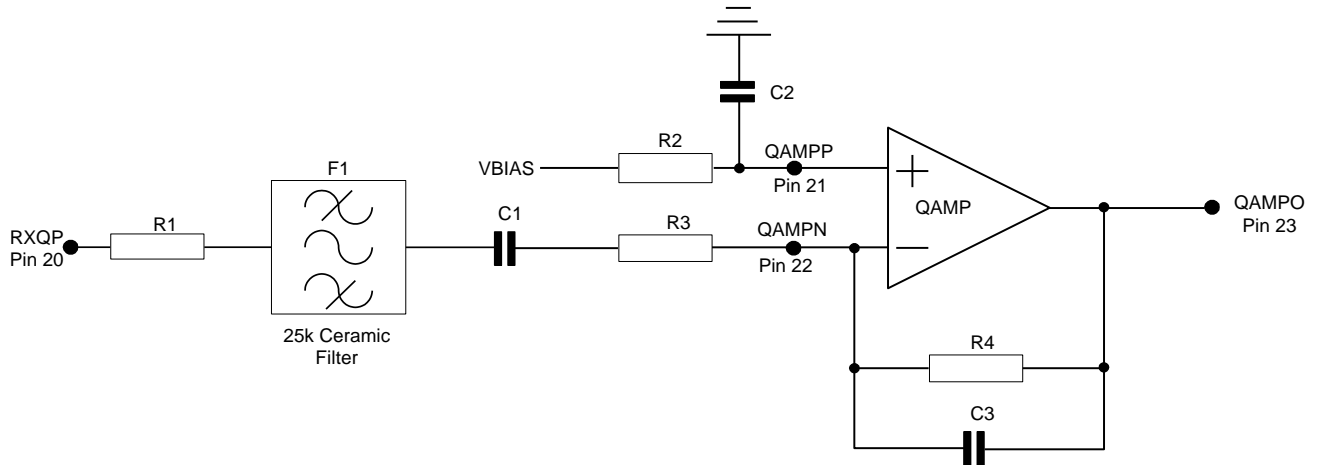 C2
R2
VBIAS
QAMPP
Pin 21
F1
QAMP
QAMPO
Pin 23
C1
R3
QAMPN
Pin 22
R1
RXQP
Pin 20
25k Ceramic
Filter
R4
C3